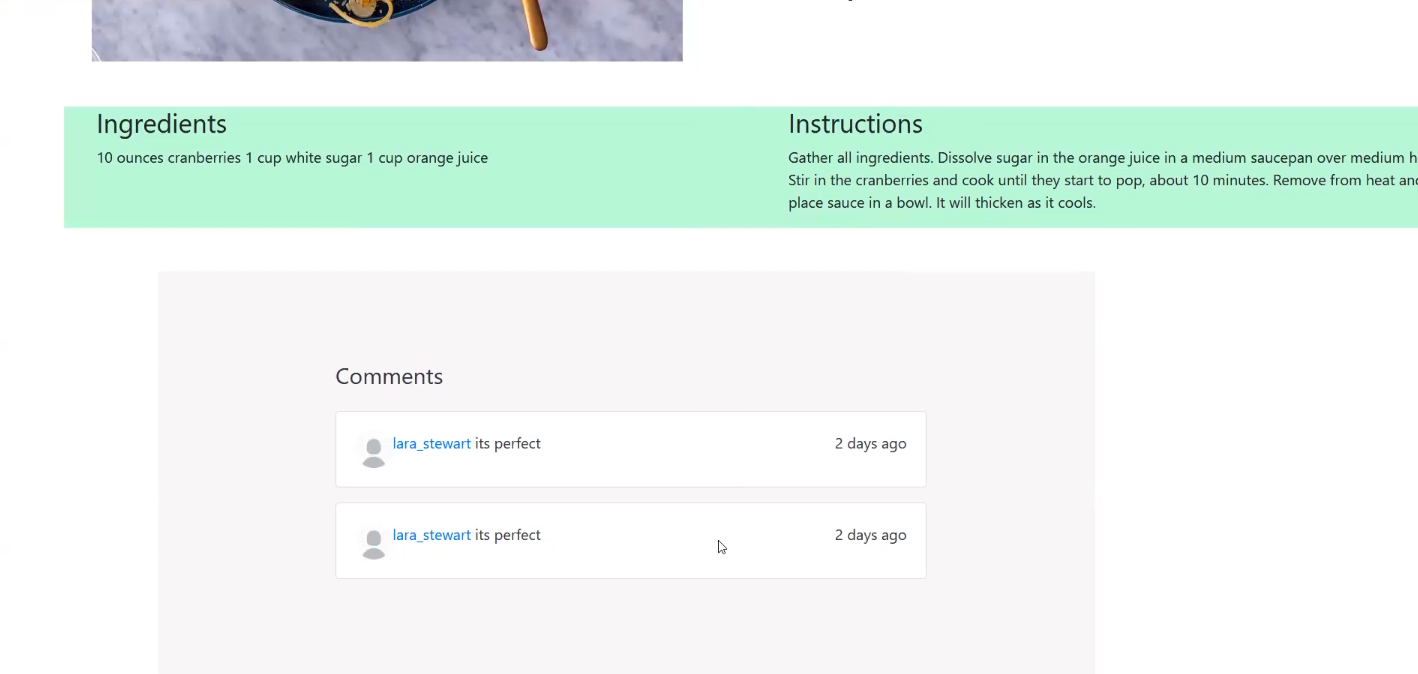 Ingredients
10 ounces cranberries 1 cup white sugar 1 cup orange juice
Instructions
Gather all ingredients. Dissolve sugar in the orange juice in a medium saucepan over medium
Stir in the cranberries and cook until they start to pop, about 10 minutes. Remove from heat
place sauce in a bowl. It will thicken as it cools.
Comments
lara_stewart its perfect 2 days ago
lara_stewart its perfect 2 days ago